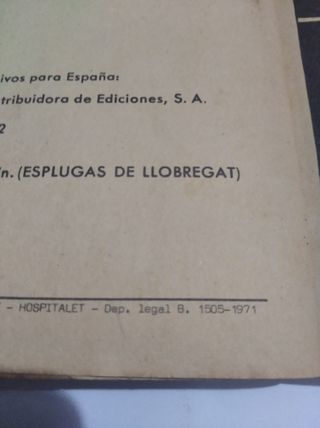 ivos para España:
tribuidora de Ediciones, S. A.
2
/n. (ESPLUGAS DE LLOBREGAT)
- HOSPITALET - Dep. legal B. 1505-1971